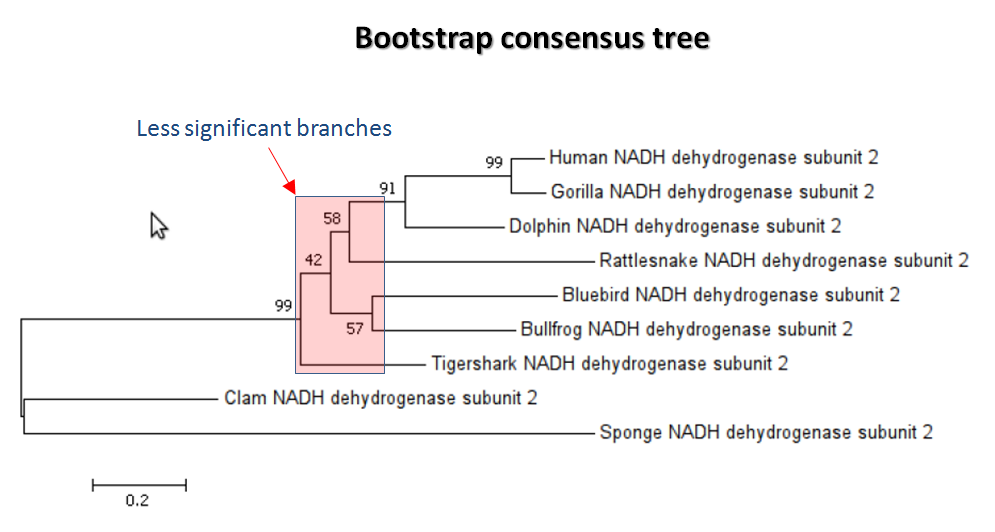 Bootstrap consensus tree
Less significant branches
99
Human NADH dehydrogenase subunit 2
91
Gorilla NADH dehydrogenase subunit 2
58
Dolphin NADH dehydrogenase subunit 2
42
Rattlesnake NADH dehydrogenase subunit 2
99
Bluebird NADH dehydrogenase subunit 2
57
Bullfrog NADH dehydrogenase subunit 2
Tigershark NADH dehydrogenase subunit 2
Clam NADH dehydrogenase subunit 2
Sponge NADH dehydrogenase subunit 2
0.2